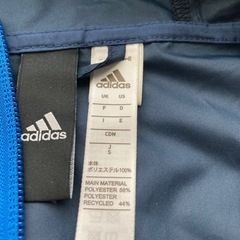 adidas
adidas
UK US
F D
I E
CDN
J
S
本体
ポリエステル100%
MAIN MATERIAL
POLYESTER 56%
POLYESTER
RECYCLED 44%